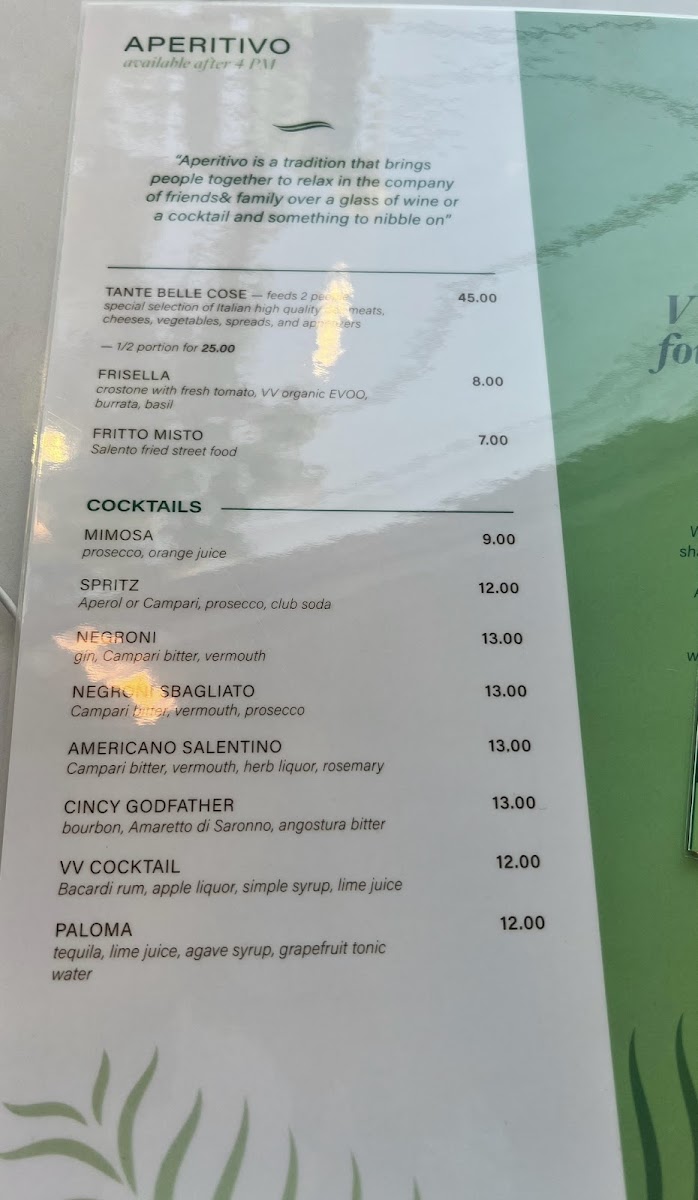 APERITIVO
available after 4 PM
"Aperitivo is a tradition that brings
people together to relax in the company
of friends& family over a glass of wine or
a cocktail and something to nibble on"
TANTE BELLE COSE — feeds 2 people 45.00
special selection of Italian high quality meats,
cheeses, vegetables, spreads, and appetizers
— 1/2 portion for 25.00
FRISELLA 8.00
crostone with fresh tomato, VV organic EVOO,
burrata, basil
FRITTO MISTO 7.00
Salento fried street food
COCKTAILS
MIMOSA 9.00
prosecco, orange juice
SPRITZ 12.00
Aperol or Campari, prosecco, club soda
NEGRONI 13.00
gin, Campari bitter, vermouth
NEGRONI SBAGLIATO 13.00
Campari bitter, vermouth, prosecco
AMERICANO SALENTINO 13.00
Campari bitter, vermouth, herb liquor, rosemary
CINCY GODFATHER 13.00
bourbon, Amaretto di Saronno, angostura bitter
VV COCKTAIL 12.00
Bacardi rum, apple liquor, simple syrup, lime juice
PALOMA 12.00
tequila, lime juice, agave syrup, grapefruit tonic
water